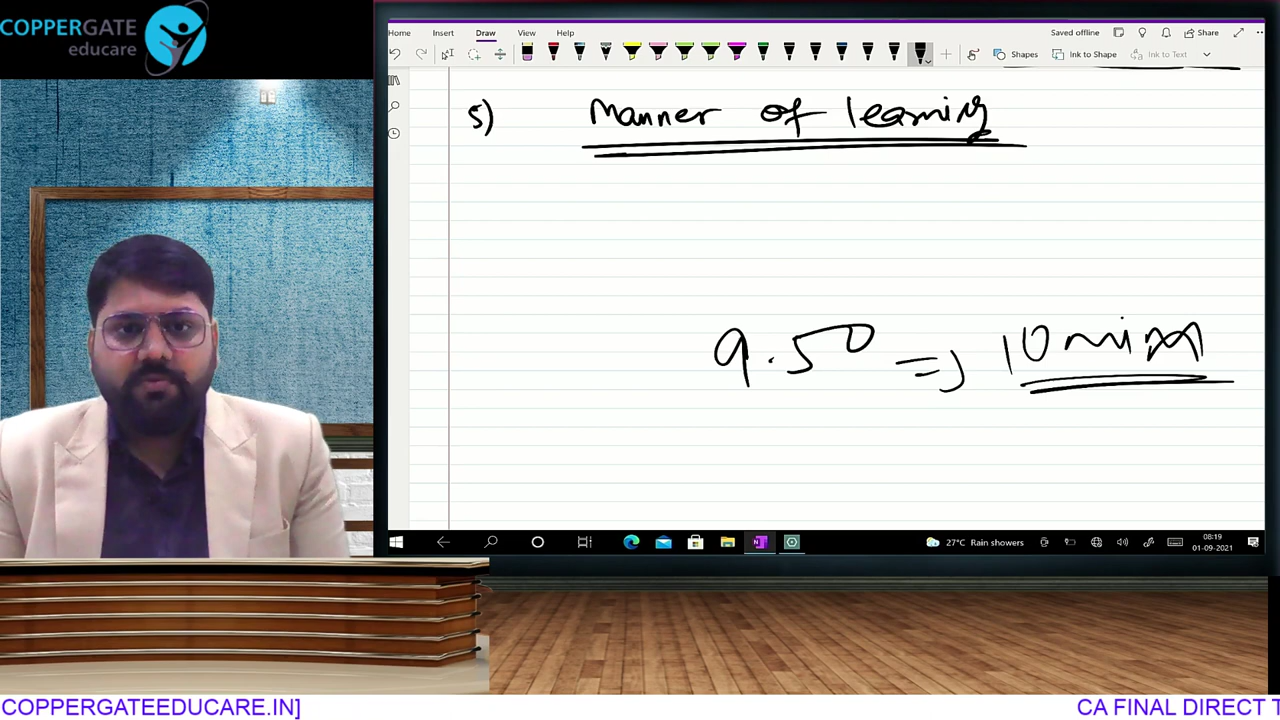 COPPERGATE
educare
Home Insert Draw View Help
Saved offline
Share
Shapes
Ink to Shape
Ink to Text
5) Manner of learning
9.50 => 10 min
27°C Rain showers
08:19
01-09-2021
COPPERGATEEDUCARE.IN]
CA FINAL DIRECT T